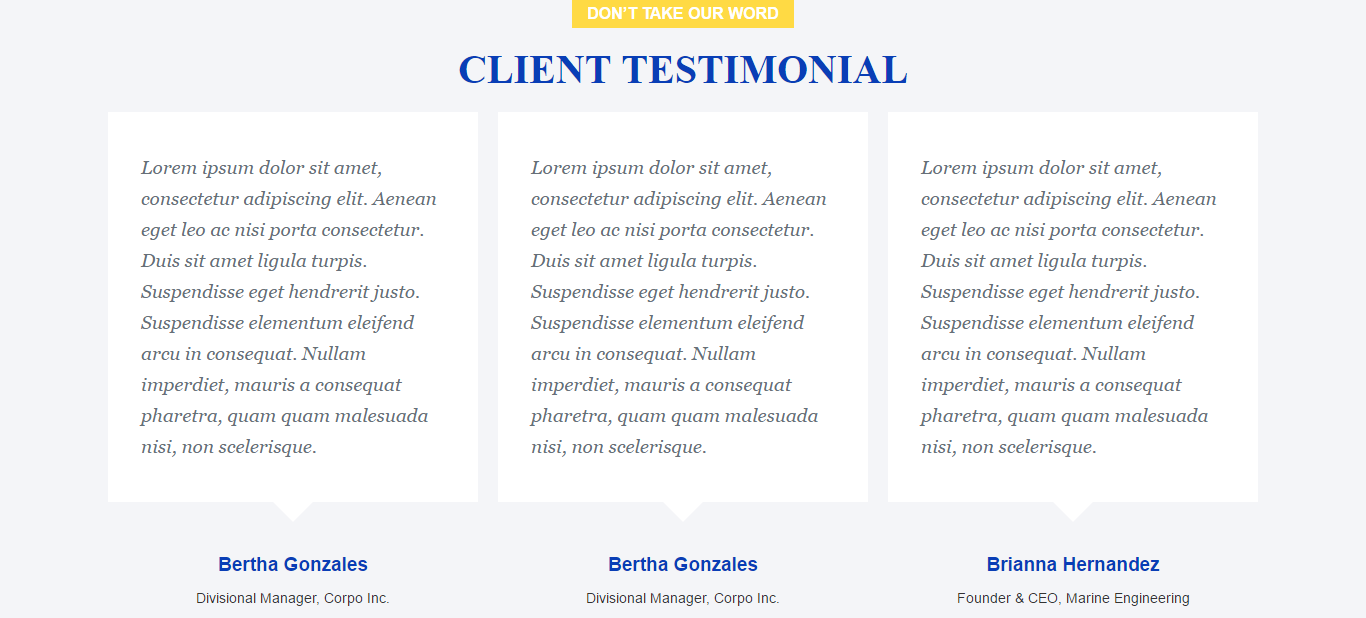 DON'T TAKE OUR WORD
CLIENT TESTIMONIAL
Lorem ipsum dolor sit amet,
consectetur adipiscing elit. Aenean
eget leo ac nisi porta consectetur.
Duis sit amet ligula turpis.
Suspendisse eget hendrerit justo.
Suspendisse elementum eleifend
arcu in consequat. Nullam
imperdiet, mauris a consequat
pharetra, quam quam malesuada
nisi, non scelerisque.
Bertha Gonzales
Divisional Manager, Corpo Inc.
Lorem ipsum dolor sit amet,
consectetur adipiscing elit. Aenean
eget leo ac nisi porta consectetur.
Duis sit amet ligula turpis.
Suspendisse eget hendrerit justo.
Suspendisse elementum eleifend
arcu in consequat. Nullam
imperdiet, mauris a consequat
pharetra, quam quam malesuada
nisi, non scelerisque.
Bertha Gonzales
Divisional Manager, Corpo Inc.
Lorem ipsum dolor sit amet,
consectetur adipiscing elit. Aenean
eget leo ac nisi porta consectetur.
Duis sit amet ligula turpis.
Suspendisse eget hendrerit justo.
Suspendisse elementum eleifend
arcu in consequat. Nullam
imperdiet, mauris a consequat
pharetra, quam quam malesuada
nisi, non scelerisque.
Brianna Hernandez
Founder & CEO, Marine Engineering